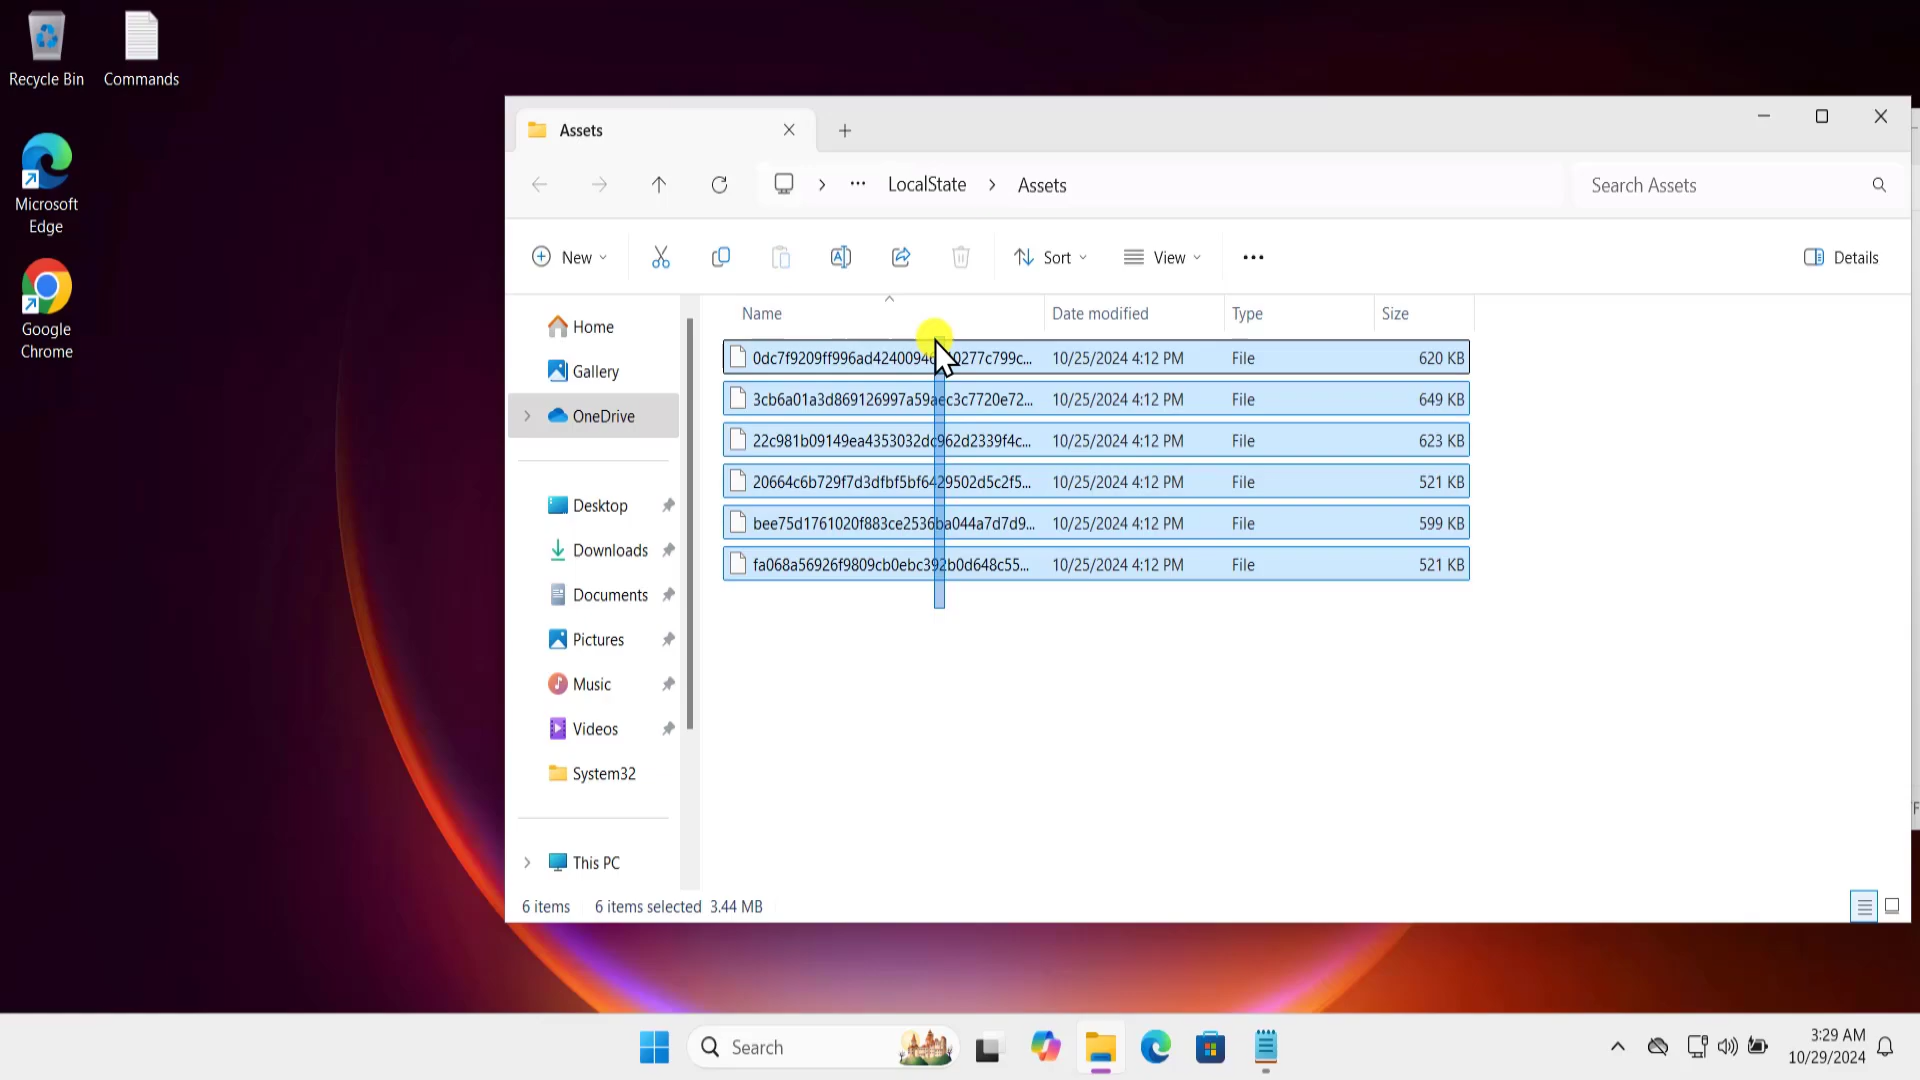 Recycle Bin
Commands
Microsoft
Edge
Google
Chrome
Assets
LocalState
Assets
Search Assets
New
Sort
View
Details
Name
Date modified
Type
Size
10/25/2024 4:12 PM
File
620 KB
3cb6a01a3d869126997a59aec3c7720e72...
10/25/2024 4:12 PM
File
649 KB
22c981b09149ea4353032dc962d2339f4c...
10/25/2024 4:12 PM
File
623 KB
20664c6b729f7d3dfbf5bf6429502d5c2f5...
10/25/2024 4:12 PM
File
521 KB
bee75d1761020f883ce2536ba044a7d7d9...
10/25/2024 4:12 PM
File
599 KB
fa068a56926f9809cb0ebc392b0d648c55...
10/25/2024 4:12 PM
File
521 KB
Home
Gallery
OneDrive
Desktop
Downloads
Documents
Pictures
Music
Videos
System32
This PC
6 items
6 items selected 3.44 MB
Search
3:29 AM
10/29/2024